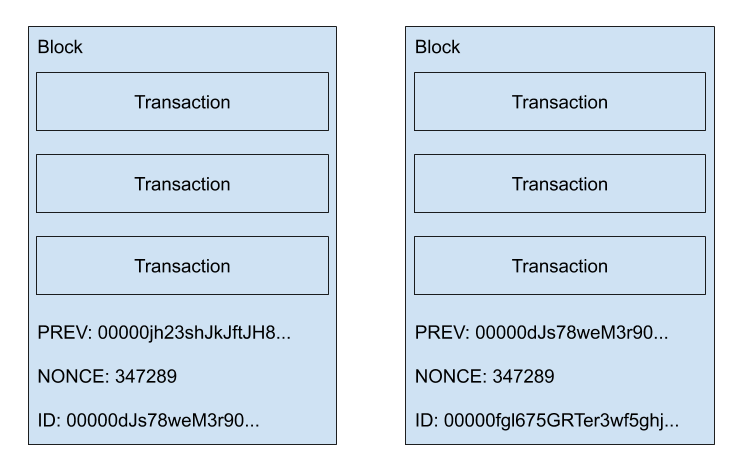 Block
Transaction
Transaction
Transaction
PREV: 00000jh23shJkJftJH8...
NONCE: 347289
ID: 00000dJs78weM3r90...
Block
Transaction
Transaction
Transaction
PREV: 00000dJs78weM3r90...
NONCE: 347289
ID: 00000fgl675GRTer3wf5ghj...